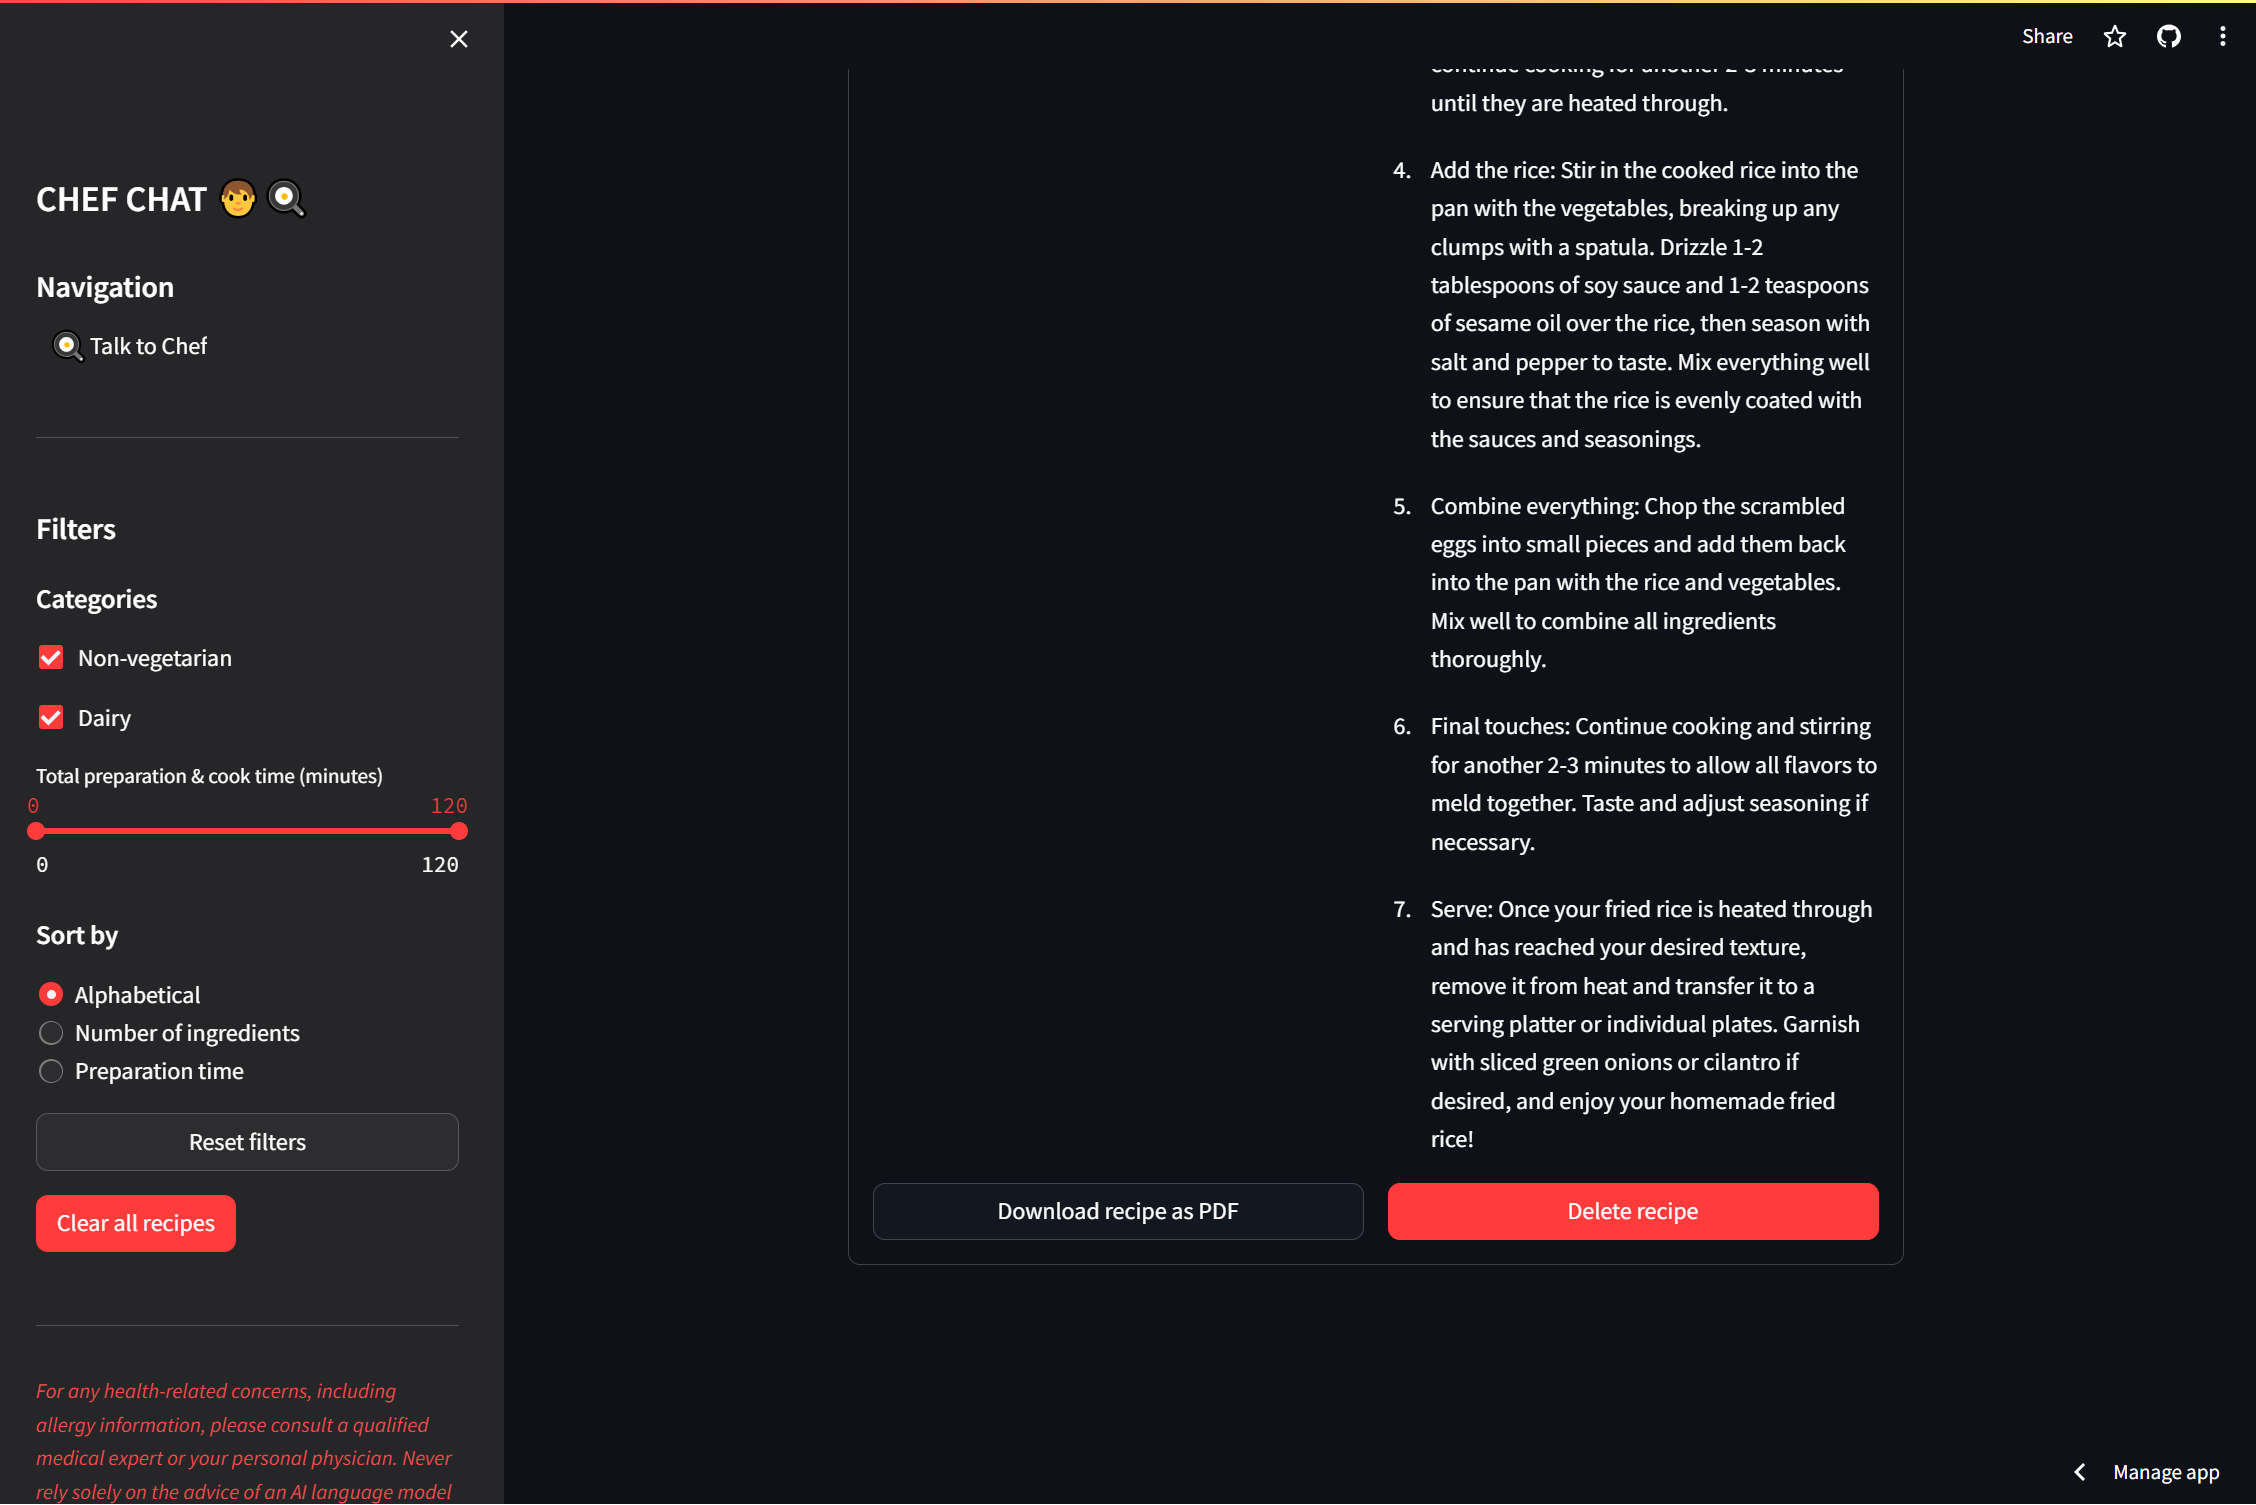 Share
CHEF CHAT
Navigation
Talk to Chef
Filters
Categories
Non-vegetarian
Dairy
Total preparation & cook time (minutes)
0 120
0 120
Sort by
Alphabetical
Number of ingredients
Preparation time
Reset filters
Clear all recipes
For any health-related concerns, including
allergy information, please consult a qualified
medical expert or your personal physician. Never
rely solely on the advice of an AI language model
continue cooking for another 2-3 minutes
until they are heated through.
4. Add the rice: Stir in the cooked rice into the
pan with the vegetables, breaking up any
clumps with a spatula. Drizzle 1-2
tablespoons of soy sauce and 1-2 teaspoons
of sesame oil over the rice, then season with
salt and pepper to taste. Mix everything well
to ensure that the rice is evenly coated with
the sauces and seasonings.
5. Combine everything: Chop the scrambled
eggs into small pieces and add them back
into the pan with the rice and vegetables.
Mix well to combine all ingredients
thoroughly.
6. Final touches: Continue cooking and stirring
for another 2-3 minutes to allow all flavors to
meld together. Taste and adjust seasoning if
necessary.
7. Serve: Once your fried rice is heated through
and has reached your desired texture,
remove it from heat and transfer it to a
serving platter or individual plates. Garnish
with sliced green onions or cilantro if
desired, and enjoy your homemade fried
rice!
Download recipe as PDF
Delete recipe
Manage app